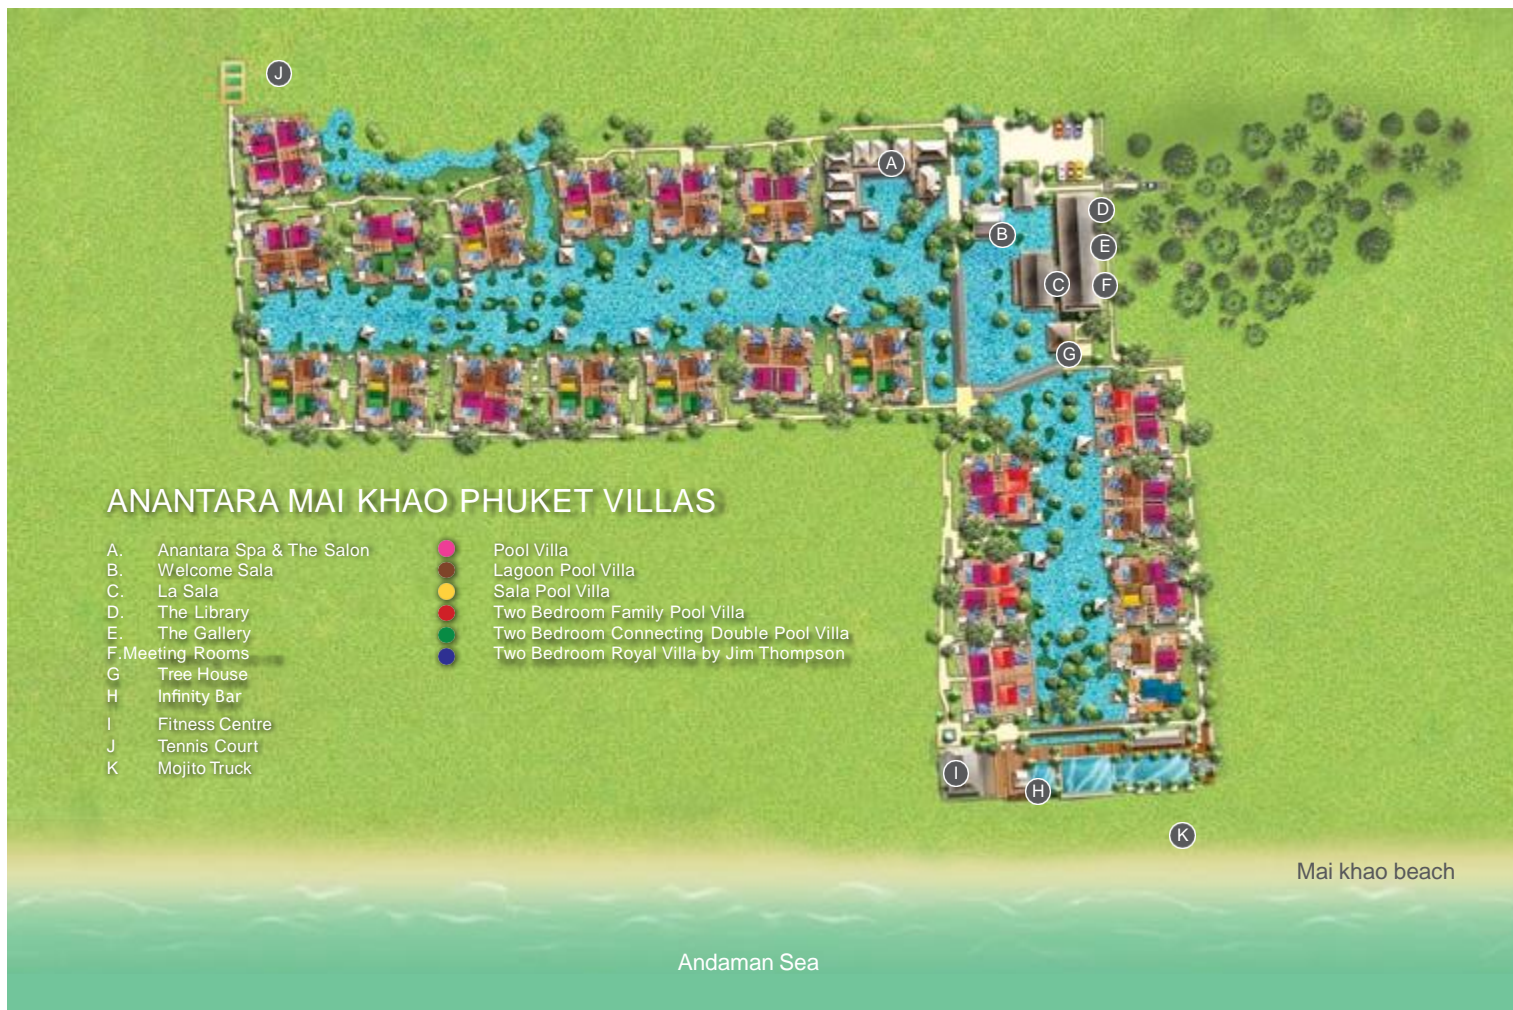 J
A
B
D
E
C
F
G
ANANTARA MAI KHAO PHUKET VILLAS
A. Anantara Spa & The Salon
B. Welcome Sala
C. La Sala
D. The Library
E. The Gallery
F.Meeting Rooms
G Tree House
H Infinity Bar
I Fitness Centre
J Tennis Court
K Mojito Truck
Pool Villa
Lagoon Pool Villa
Sala Pool Villa
Two Bedroom Family Pool Villa
Two Bedroom Connecting Double Pool Villa
Two Bedroom Royal Villa by Jim Thompson
I
H
K
Mai khao beach
Andaman Sea